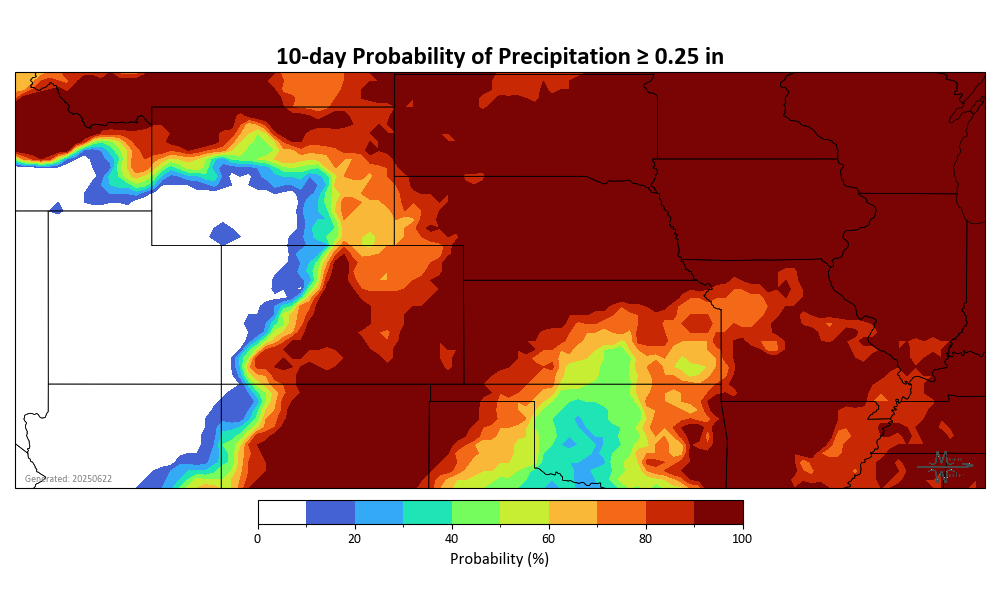 10-day Probability of Precipitation ≥ 0.25 in
Generated: 20250622
0 20 40 60 80 100
Probability (%)